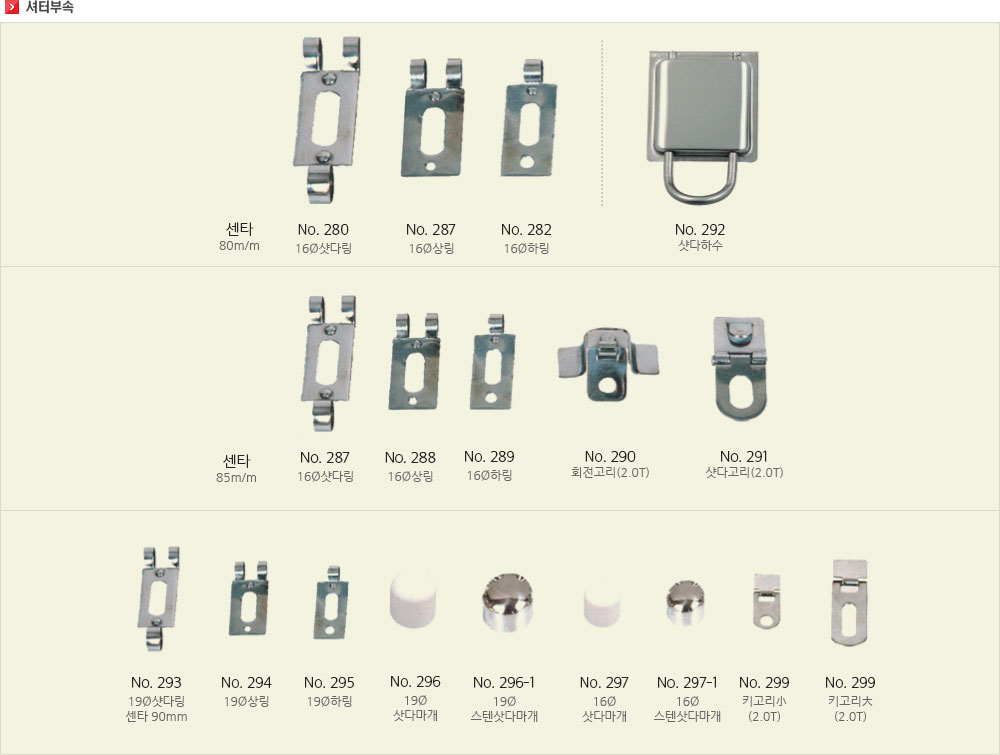 셔터부속
센타
80m/m
No. 280
16Ø샷다링
No. 287
16Ø상링
No. 282
16Ø하링
No. 292
샷다하수
센타
85m/m
No. 287
16Ø샷다링
No. 288
16Ø상링
No. 289
16Ø하링
No. 290
회전고리(2.0T)
No. 291
샷다고리(2.0T)
No. 293
19Ø샷다링
센타 90mm
No. 294
19Ø상링
No. 295
19Ø하링
No. 296
19Ø
샷다마개
No. 296-1
19Ø
스텐샷다마개
No. 297
16Ø
샷다마개
No. 297-1
16Ø
스텐샷다마개
No. 299
키고리小
(2.0T)
No. 299
키고리大
(2.0T)